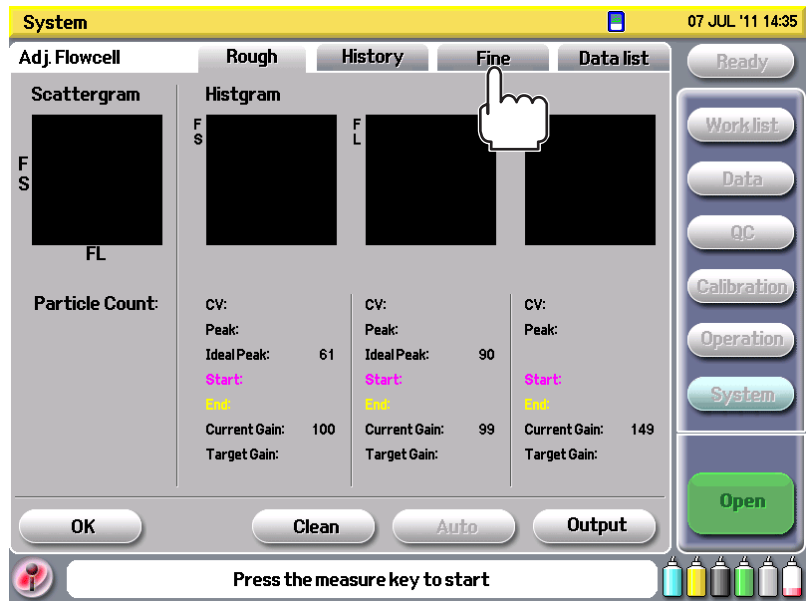 System
07 JUL '11 14:35
Adj. Flowcell
Rough
History
Fine
Data list
Ready
Scattergram
Histgram
FS
FL
FS
FL
Particle Count:
CV:
Peak:
Ideal Peak: 61
Start:
End:
Current Gain: 100
Target Gain:
CV:
Peak:
Ideal Peak: 90
Start:
End:
Current Gain: 99
Target Gain:
CV:
Peak:
Start:
End:
Current Gain: 149
Target Gain:
Work list
Data
QC
Calibration
Operation
System
Open
OK
Clean
Auto
Output
Press the measure key to start